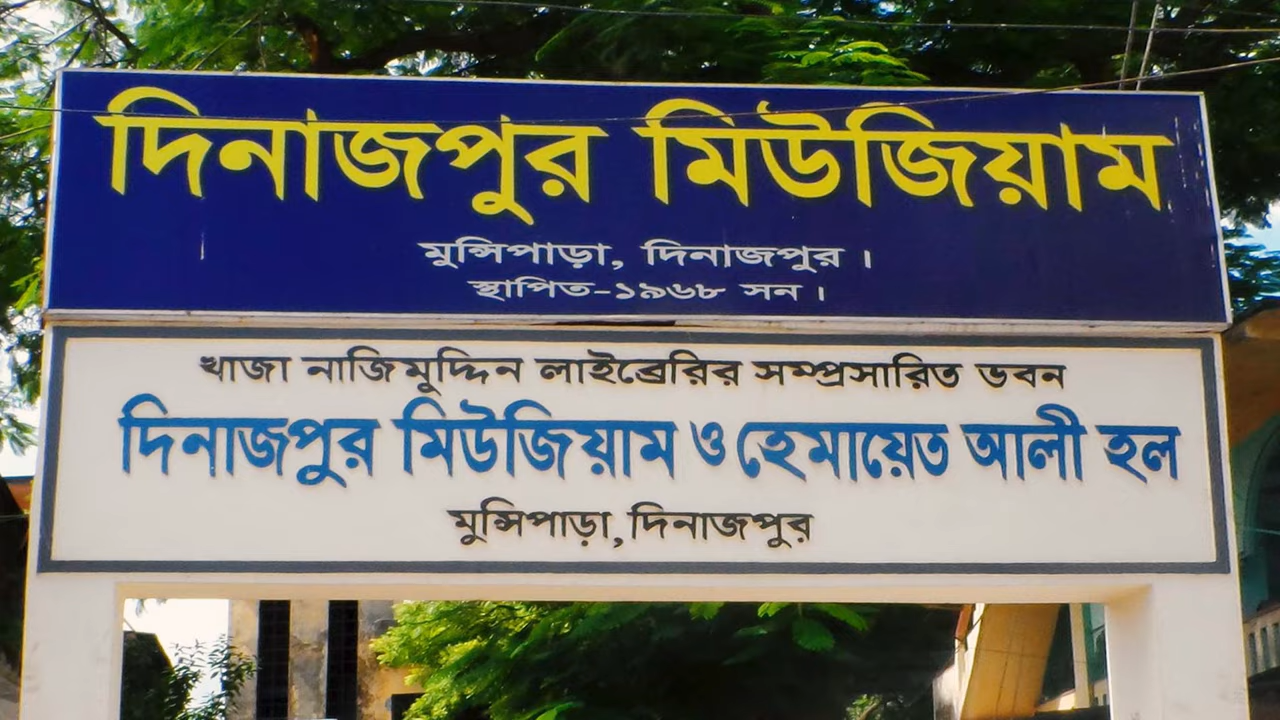 দিনাজপুর মিউজিয়াম
মুন্সিপাড়া, দিনাজপুর ।
স্থাপিত-১৯৬৮ সন ।
খাজা নাজিমুদ্দিন লাইব্রেরির সম্প্রসারিত ভবন
দিনাজপুর মিউজিয়াম ও হেমায়েত আলী হল
মুন্সিপাড়া, দিনাজপুর